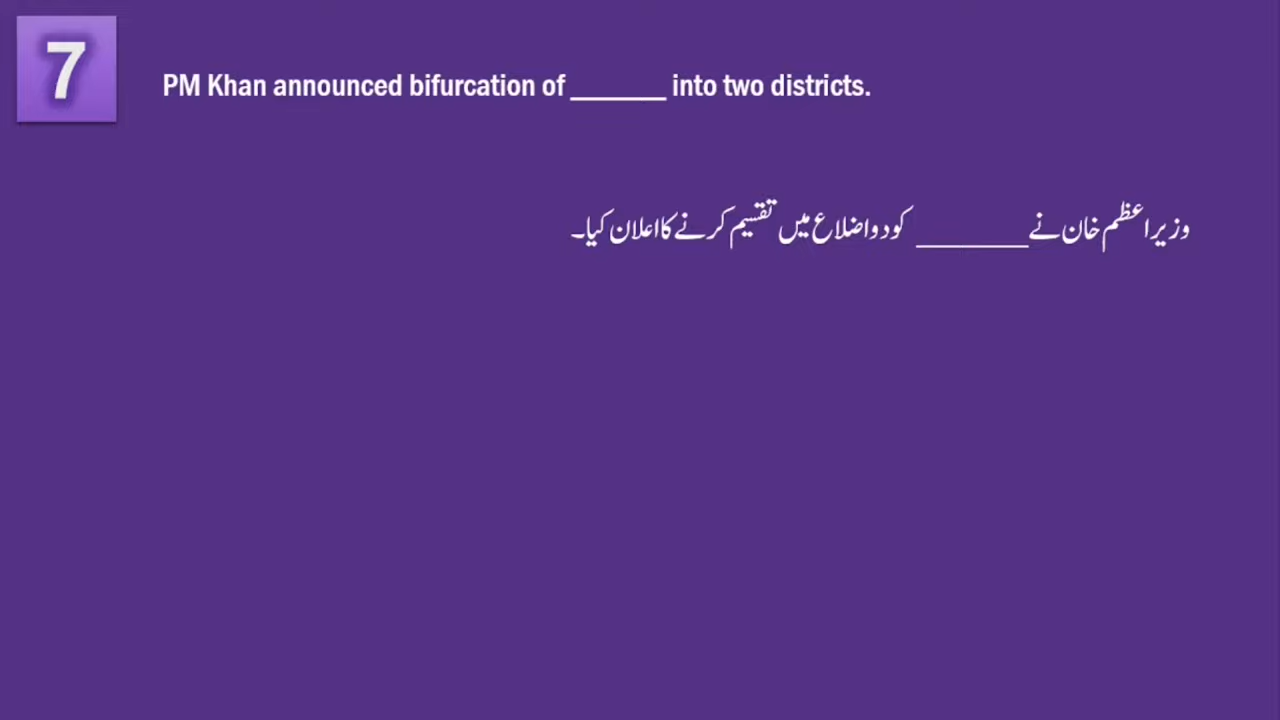 7
PM Khan announced bifurcation of _______ into two districts.
وزیراعظم خان نے ________ کو دو اضلاع میں تقسیم کرنے کا اعلان کیا۔